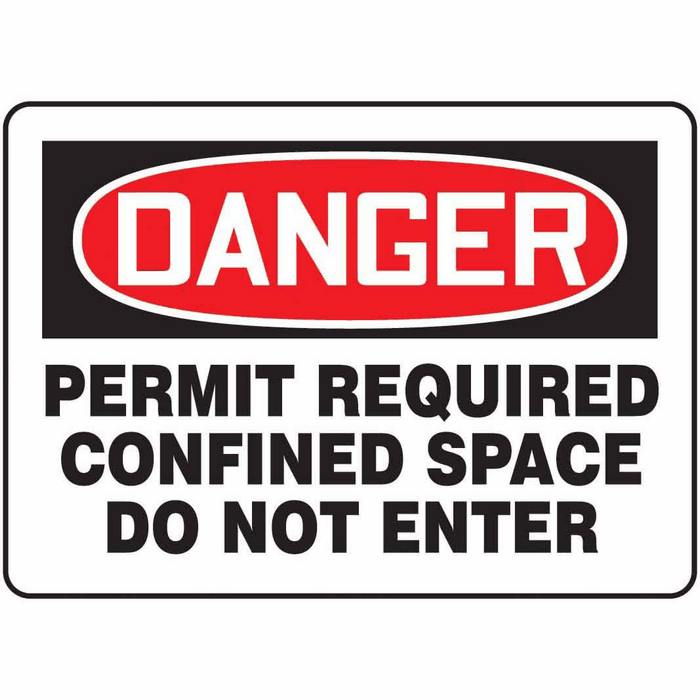 DANGER
PERMIT REQUIRED
CONFINED SPACE
DO NOT ENTER